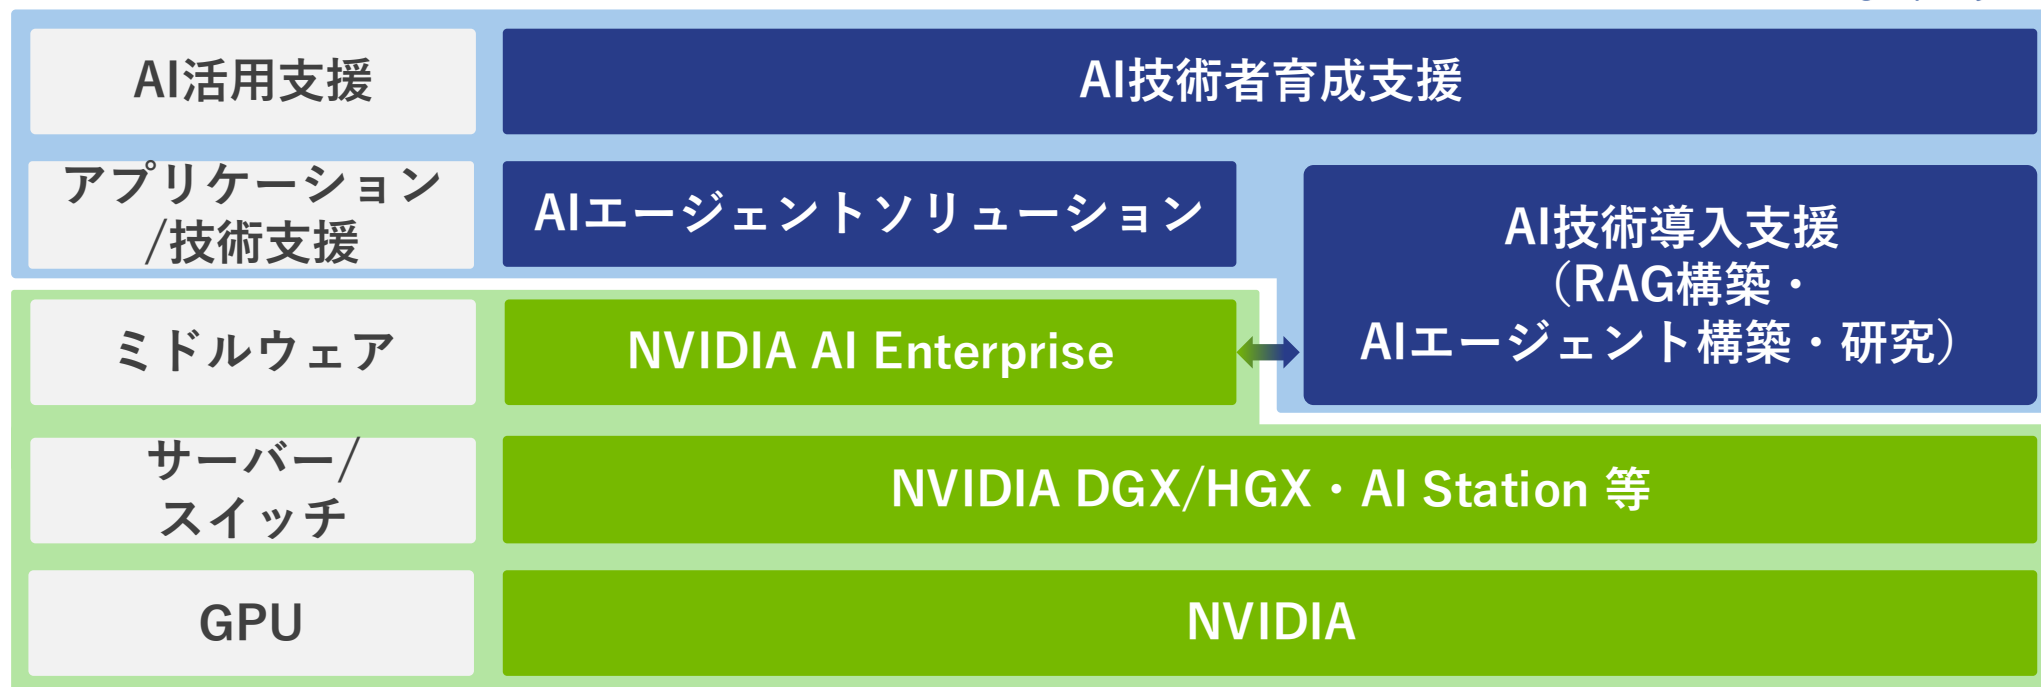 AI活用支援
AI技術者育成支援
アプリケーション
/技術支援
AIエージェントソリューション
AI技術導入支援
（RAG構築・
AIエージェント構築・研究）
ミドルウェア
NVIDIA AI Enterprise
サーバー/
スイッチ
NVIDIA DGX/HGX・AI Station 等
GPU
NVIDIA